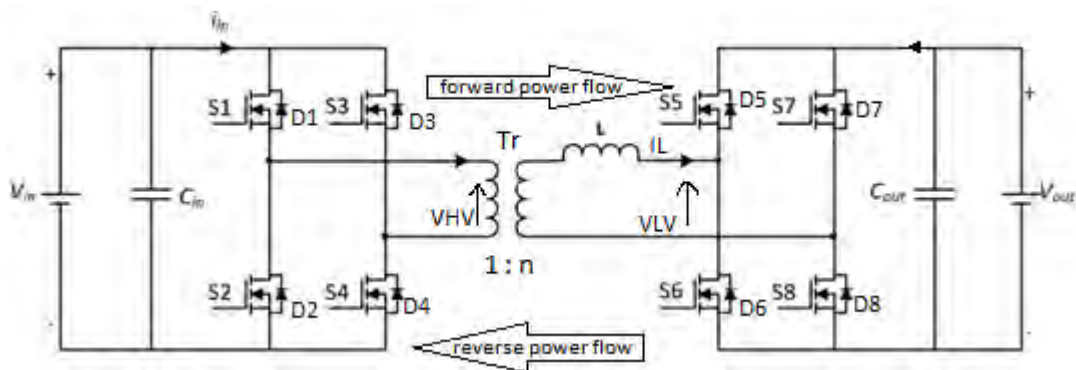 iin
+
S1
D1
S3
D3
forward power flow
S5
D5
S7
D7
+
Tr
L
IL
Vin
Cin
VHV
VLV
Cout
Vout
1:n
S2
D2
S4
D4
S6
D6
S8
D8
reverse power flow